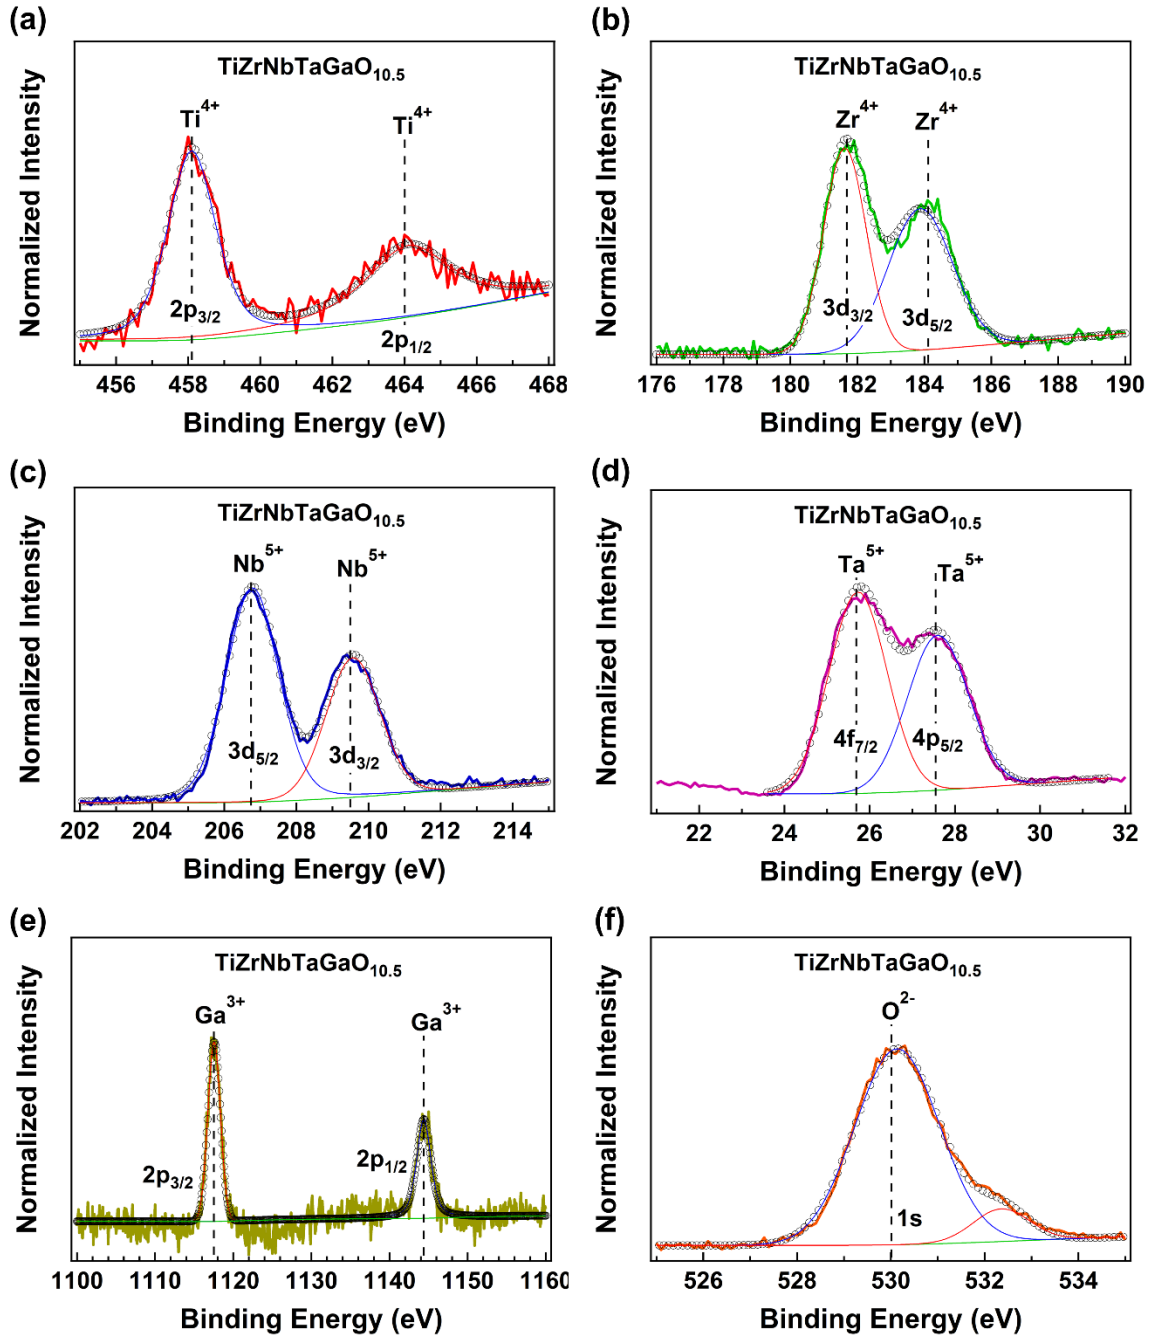 (a)
TiZrNbTaGaO10.5
Ti4+
Ti4+
2p3/2
2p1/2
Normalized Intensity
456 458 460 462 464 466 468
Binding Energy (eV)
(b)
TiZrNbTaGaO10.5
Zr4+
Zr4+
3d3/2
3d5/2
Normalized Intensity
176 178 180 182 184 186 188 190
Binding Energy (eV)
(c)
TiZrNbTaGaO10.5
Nb5+
Nb5+
3d5/2
3d3/2
Normalized Intensity
202 204 206 208 210 212 214
Binding Energy (eV)
(d)
TiZrNbTaGaO10.5
Ta5+
Ta5+
4f7/2
4p5/2
Normalized Intensity
22 24 26 28 30 32
Binding Energy (eV)
(e)
TiZrNbTaGaO10.5
Ga3+
Ga3+
2p3/2
2p1/2
Normalized Intensity
1100 1110 1120 1130 1140 1150 1160
Binding Energy (eV)
(f)
TiZrNbTaGaO10.5
O2-
1s
Normalized Intensity
526 528 530 532 534
Binding Energy (eV)